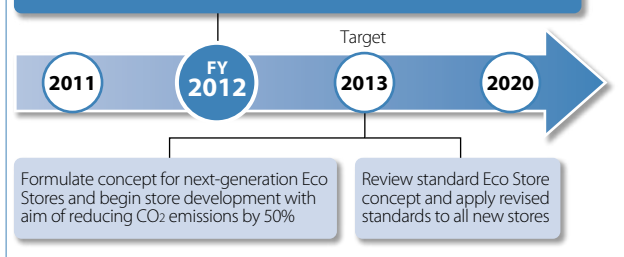 Target
2011
FY
2012
2013
2020
Formulate concept for next-generation Eco
Stores and begin store development with
aim of reducing CO2 emissions by 50%
Review standard Eco Store
concept and apply revised
standards to all new stores